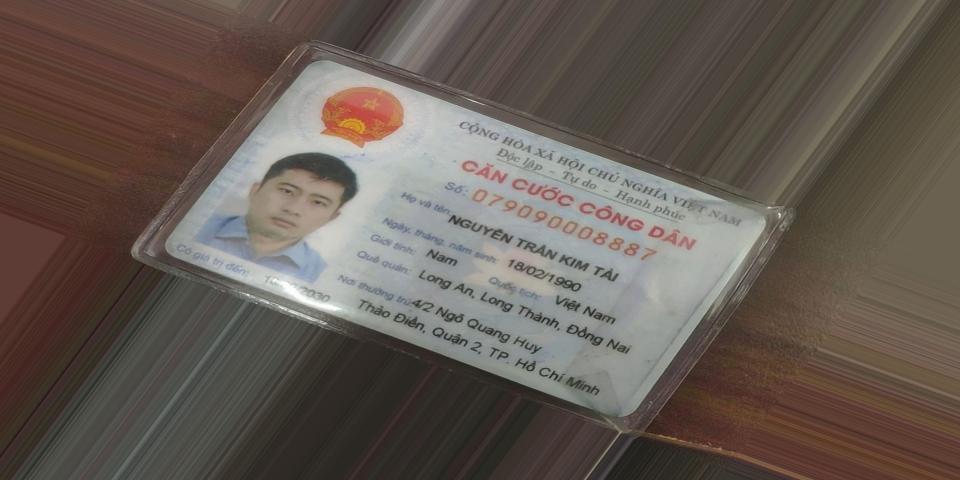 CỘNG HÒA XÃ HỘI CHỦ NGHĨA VIỆT NAM
Độc lập - Tự do - Hạnh phúc
CĂN CƯỚC CÔNG DÂN
Số: 079090008887
Họ và tên:
NGUYỄN TRẦN KIM TÀI
Ngày, tháng, năm sinh: 18/02/1990
Giới tính: Nam Quốc tịch: Việt Nam
Quê quán: Long An, Long Thành, Đồng Nai
Nơi thường trú: 4/2 Ngô Quang Huy
Thảo Điền, Quận 2, TP. Hồ Chí Minh
Có giá trị đến: